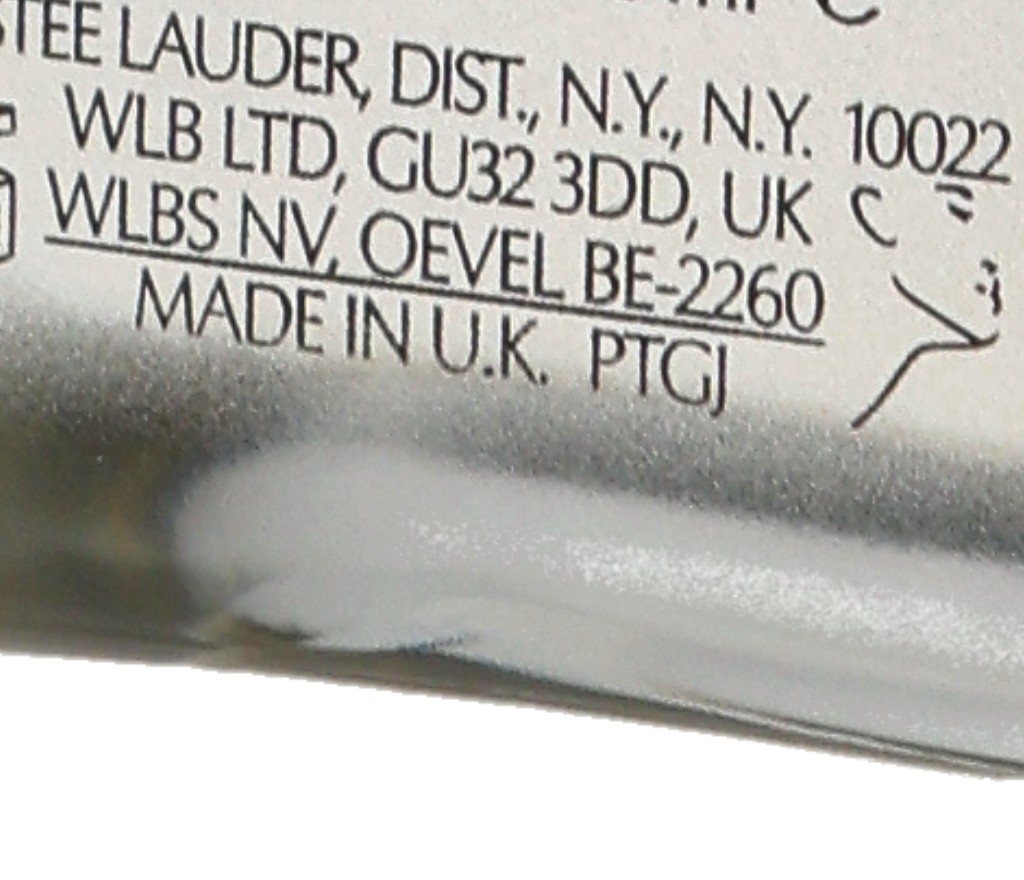 STEE LAUDER, DIST., N.Y., N.Y. 10022
WLB LTD, GU32 3DD, UK
WLBS NV, OEVEL BE-2260
MADE IN U.K. PTGJ